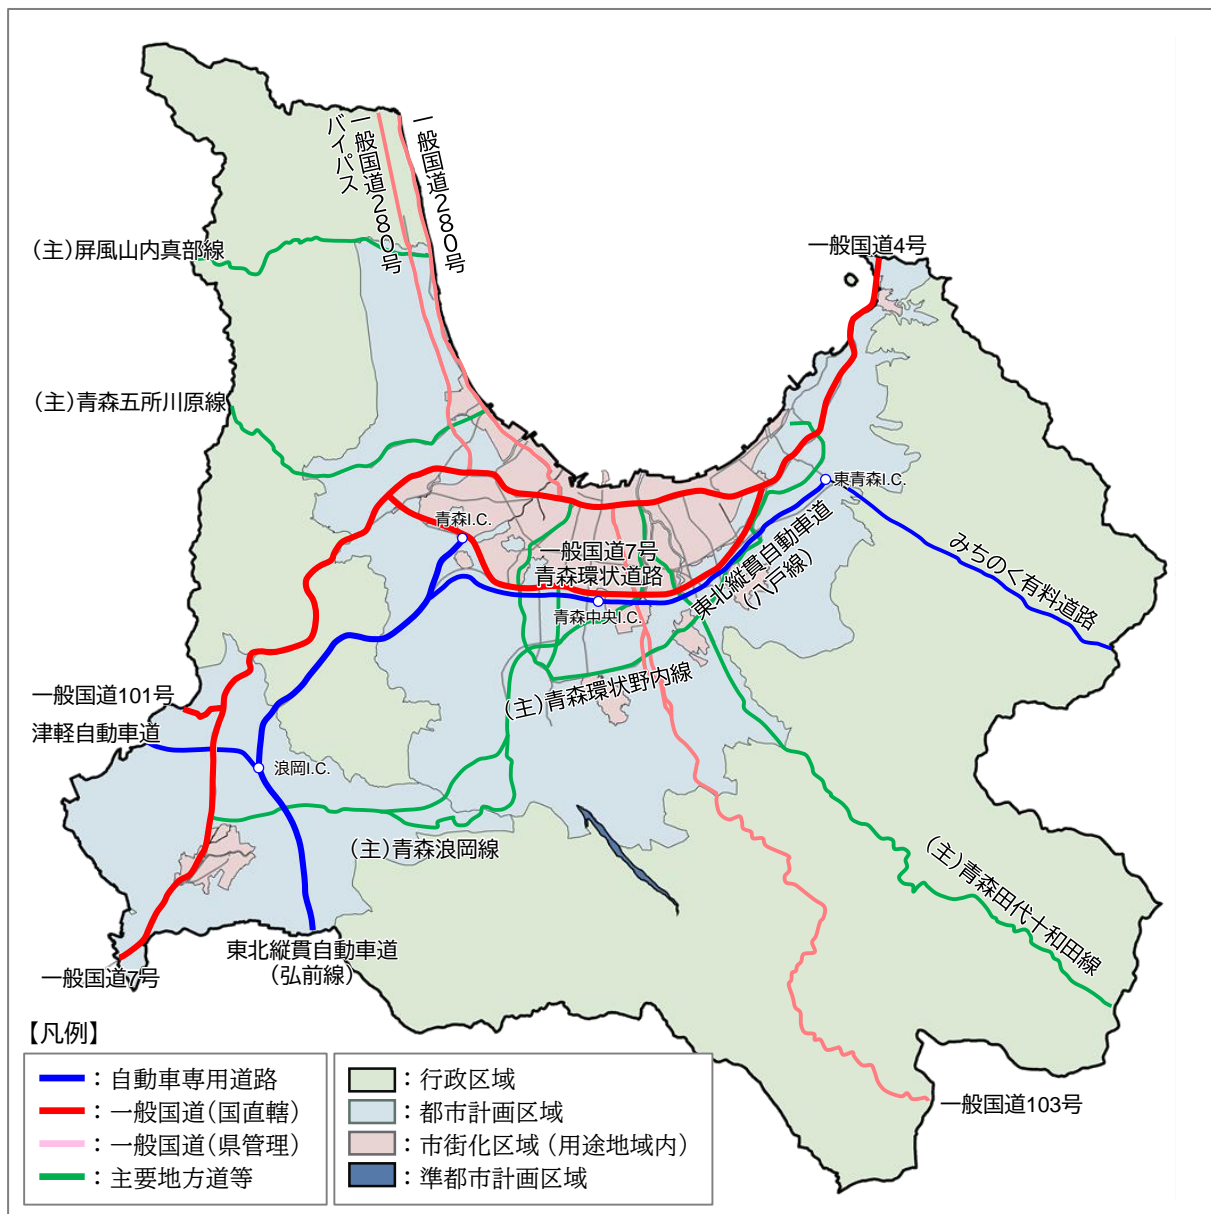 一般国道280号
バイパス
一般国道280号
(主)屏風山内真部線
一般国道4号
(主)青森五所川原線
東青森I.C.
青森I.C.
一般国道7号
青森環状道路
東北縦貫自動車道
(八戸線)
みちのく有料道路
青森中央I.C.
一般国道101号
(主)青森環状野内線
津軽自動車道
浪岡I.C.
(主)青森浪岡線
(主)青森田代十和田線
東北縦貫自動車道
(弘前線)
一般国道7号
【凡例】
:自動車専用道路
:一般国道(国直轄)
:一般国道(県管理)
:主要地方道等
:行政区域
:都市計画区域
:市街化区域(用途地域内)
:準都市計画区域
一般国道103号